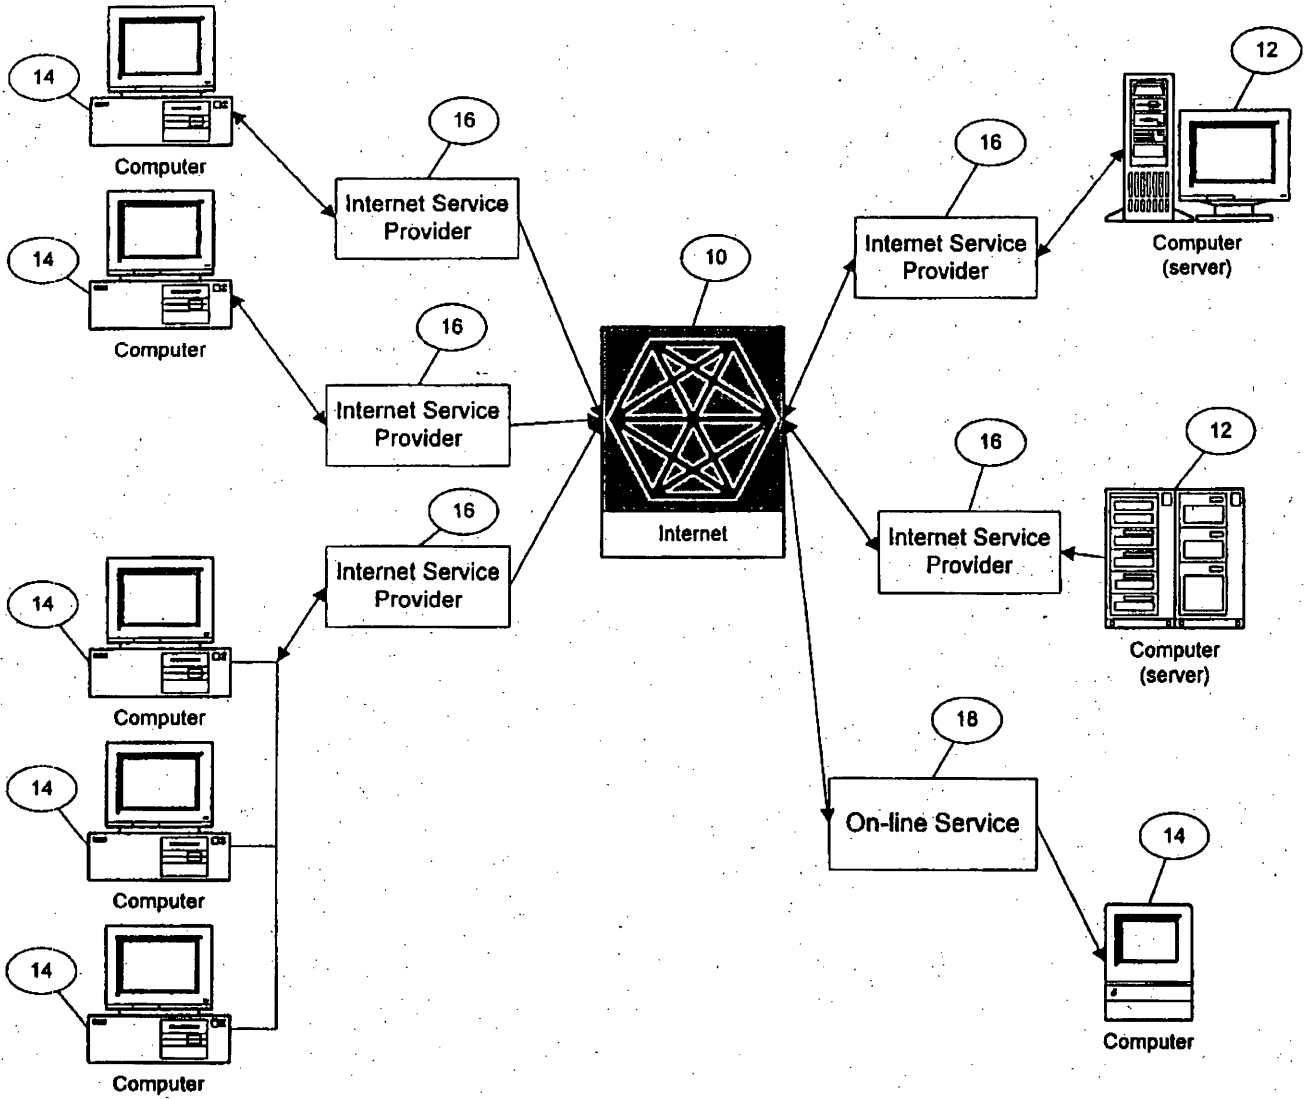 14
Computer
14
Computer
16
Internet Service
Provider
16
Internet Service
Provider
16
Internet Service
Provider
14
Computer
14
Computer
14
Computer
10
Internet
16
Internet Service
Provider
12
Computer
(server)
16
Internet Service
Provider
12
Computer
(server)
18
On-line Service
14
Computer